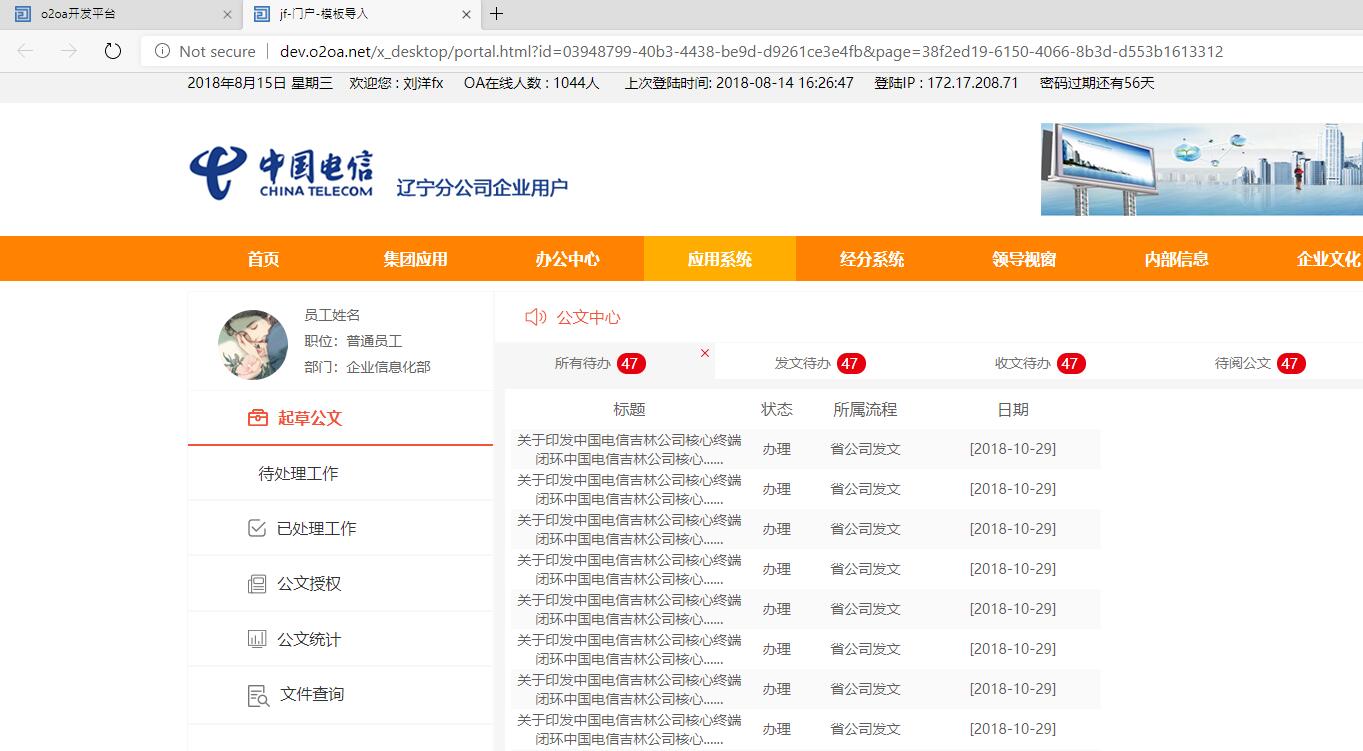 o2oa开发平台
jf-门户-模板导入
Not secure
dev.o2oa.net/x_desktop/portal.html?id=03948799-40b3-4438-be9d-d9261ce3e4fb&page=38f2ed19-6150-4066-8b3d-d553b1613312
2018年8月15日 星期三 欢迎您 : 刘洋fx OA在线人数 : 1044人 上次登陆时间: 2018-08-14 16:26:47 登陆IP : 172.17.208.71 密码过期还有56天
中国电信
CHINA TELECOM
辽宁分公司企业用户
首页 集团应用 办公中心 应用系统 经分系统 领导视窗 内部信息 企业文化
员工姓名
职位：普通员工
部门：企业信息化部
起草公文
待处理工作
已处理工作
公文授权
公文统计
文件查询
公文中心
所有待办 47 发文待办 47 收文待办 47 待阅公文 47
标题 状态 所属流程 日期
关于印发中国电信吉林公司核心终端
闭环中国电信吉林公司核心...... 办理 省公司发文 [2018-10-29]
关于印发中国电信吉林公司核心终端
闭环中国电信吉林公司核心...... 办理 省公司发文 [2018-10-29]
关于印发中国电信吉林公司核心终端
闭环中国电信吉林公司核心...... 办理 省公司发文 [2018-10-29]
关于印发中国电信吉林公司核心终端
闭环中国电信吉林公司核心...... 办理 省公司发文 [2018-10-29]
关于印发中国电信吉林公司核心终端
闭环中国电信吉林公司核心...... 办理 省公司发文 [2018-10-29]
关于印发中国电信吉林公司核心终端
闭环中国电信吉林公司核心...... 办理 省公司发文 [2018-10-29]
关于印发中国电信吉林公司核心终端
闭环中国电信吉林公司核心...... 办理 省公司发文 [2018-10-29]
关于印发中国电信吉林公司核心终端
闭环中国电信吉林公司核心...... 办理 省公司发文 [2018-10-29]